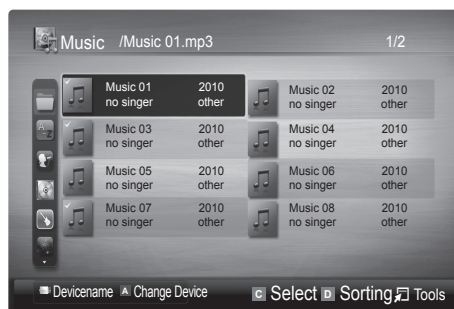 Music /Music 01.mp3 1/2
Music 01 2010 Music 02 2010
no singer other no singer other
Music 03 2010 Music 04 2010
no singer other no singer other
Music 05 2010 Music 06 2010
no singer other no singer other
Music 07 2010 Music 08 2010
no singer other no singer other
Devicename A Change Device C Select D Sorting Tools